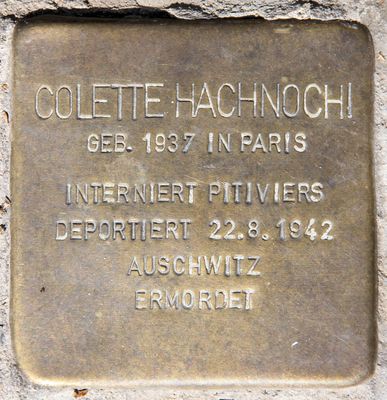 COLETTE HACHNOCHI
GEB. 1937 IN PARIS
INTERNIERT PITIVIERS
DEPORTIERT 22.8.1942
AUSCHWITZ
ERMORDET